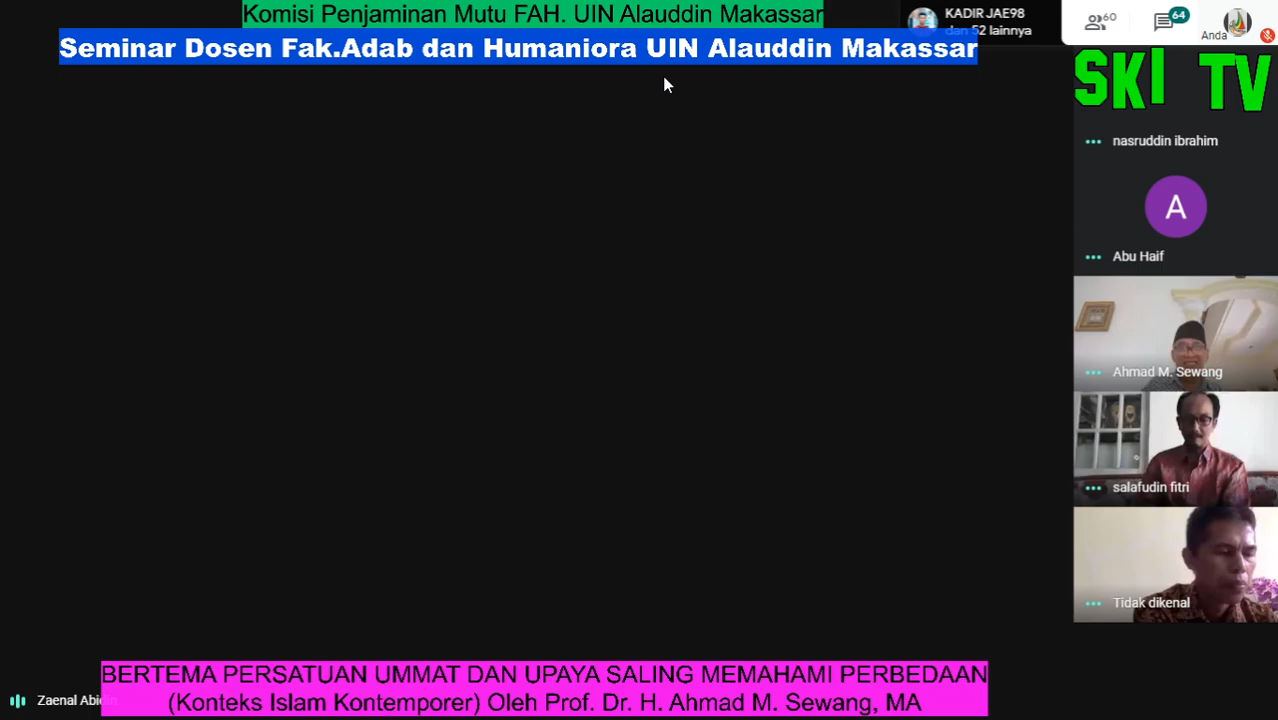 Komisi Penjaminan Mutu FAH. UIN Alauddin Makassar
Seminar Dosen Fak.Adab dan Humaniora UIN Alauddin Makassar
KADIR JAE98
dan 52 lainnya
60
64
Anda
SKI TV
nasruddin ibrahim
A
Abu Haif
Ahmad M. Sewang
salafudin fitri
Tidak dikenal
BERTEMA PERSATUAN UMMAT DAN UPAYA SALING MEMAHAMI PERBEDAAN
(Konteks Islam Kontemporer) Oleh Prof. Dr. H. Ahmad M. Sewang, MA
Zaenal Abidin